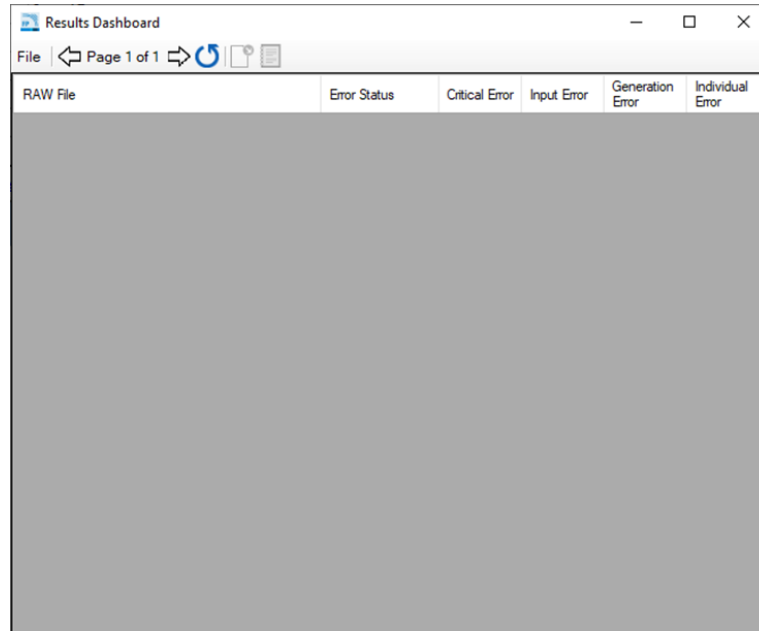 Results Dashboard
File Page 1 of 1
RAW File Error Status Critical Error Input Error Generation Error Individual Error